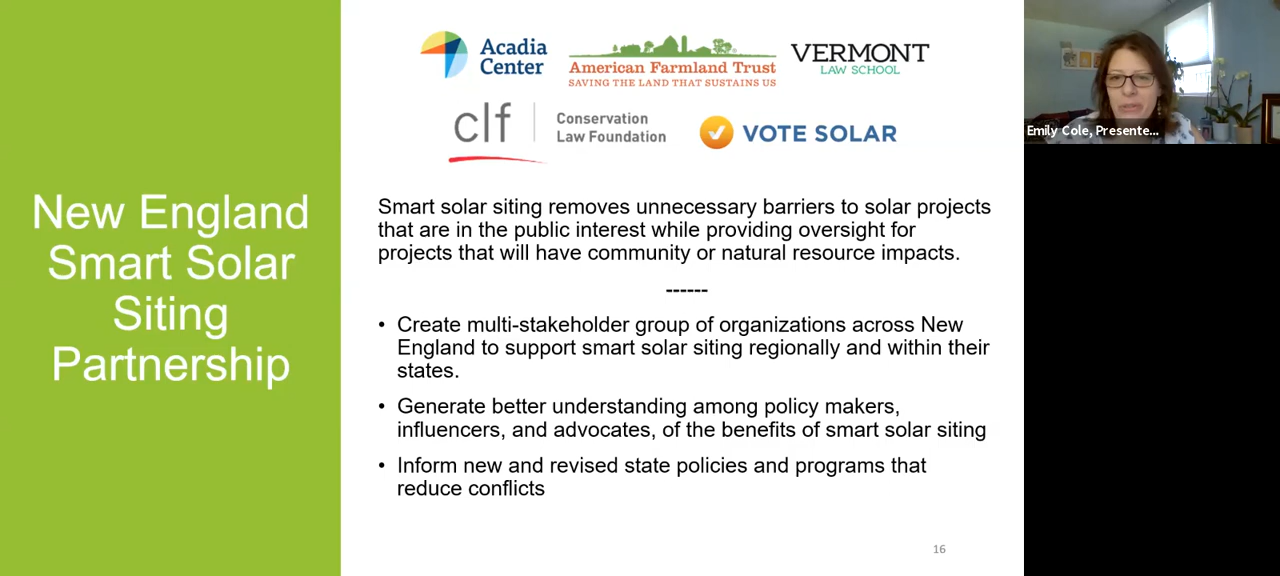 New England
Smart Solar
Siting
Partnership
Acadia
Center
American Farmland Trust
SAVING THE LAND THAT SUSTAINS US
VERMONT
LAW SCHOOL
clf
Conservation
Law Foundation
VOTE SOLAR
Smart solar siting removes unnecessary barriers to solar projects
that are in the public interest while providing oversight for
projects that will have community or natural resource impacts.
------
• Create multi-stakeholder group of organizations across New
England to support smart solar siting regionally and within their
states.
• Generate better understanding among policy makers,
influencers, and advocates, of the benefits of smart solar siting
• Inform new and revised state policies and programs that
reduce conflicts
16
Emily Cole, Presente...